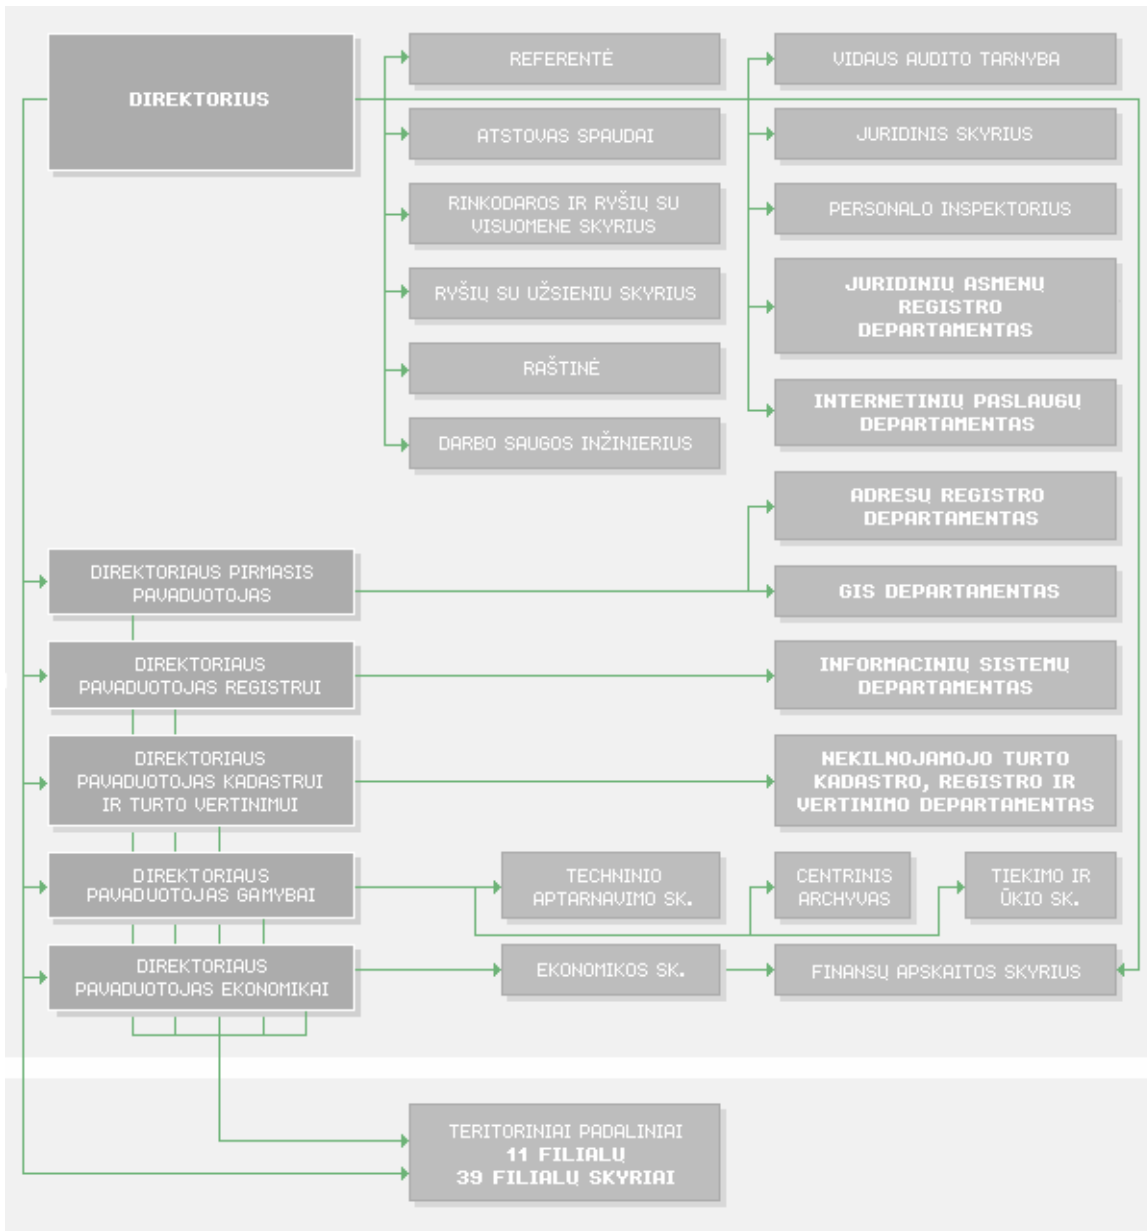 DIREKTORIUS
REFERENTĖ
ATSTOVAS SPAUDAI
RINKODAROS IR RYŠIŲ SU
VISUOMENE SKYRIUS
RYŠIŲ SU UŽSIENIU SKYRIUS
RAŠTINĖ
DARBO SAUGOS INŽINIERIUS
VIDAUS AUDITO TARNYBA
JURIDINIS SKYRIUS
PERSONALO INSPEKTORIUS
JURIDINIŲ ASMENŲ
REGISTRO
DEPARTAMENTAS
INTERNETINIŲ PASLAUGŲ
DEPARTAMENTAS
ADRESŲ REGISTRO
DEPARTAMENTAS
DIREKTORIAUS PIRMASIS
PAVADUOTOJAS
GIS DEPARTAMENTAS
DIREKTORIAUS
PAVADUOTOJAS REGISTRUI
INFORMACINIŲ SISTEMŲ
DEPARTAMENTAS
DIREKTORIAUS
PAVADUOTOJAS KADASTRUI
IR TURTO VERTINIMUI
NEKILNOJAMOJO TURTO
KADASTRO, REGISTRO IR
VERTINIMO DEPARTAMENTAS
DIREKTORIAUS
PAVADUOTOJAS GAMYBAI
TECHNINIO
APTARNAVIMO SK.
CENTRINIS
ARCHYVAS
TIEKIMO IR
ŪKIO SK.
DIREKTORIAUS
PAVADUOTOJAS EKONOMIKAI
EKONOMIKOS SK.
FINANSŲ APSKAITOS SKYRIUS
TERITORINIAI PADALINIAI
11 FILIALŲ
39 FILIALŲ SKYRIAI